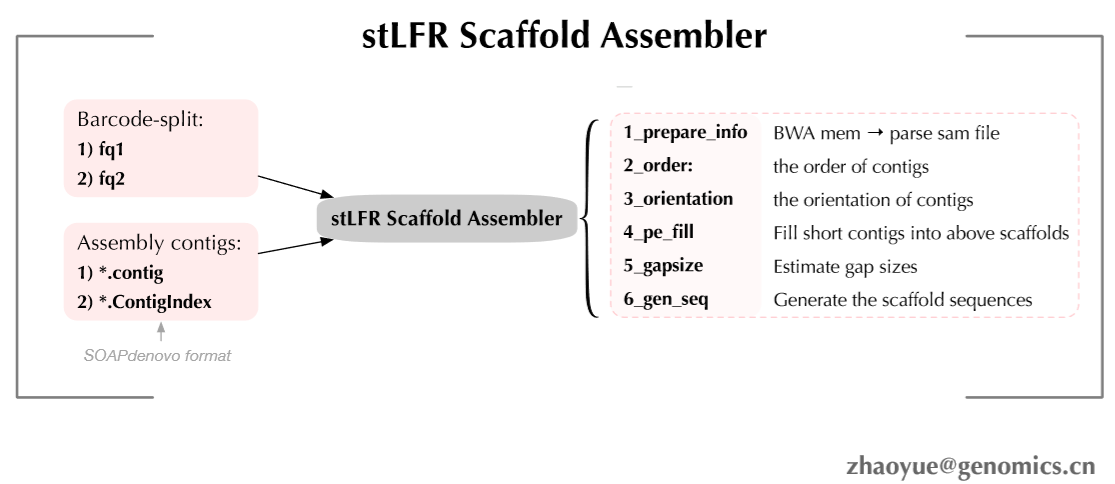 stLFR Scaffold Assembler
Barcode-split:
1) fq1
2) fq2
Assembly contigs:
1) *.contig
2) *.ContigIndex
SOAPdenovo format
stLFR Scaffold Assembler
1_prepare_info BWA mem → parse sam file
2_order: the order of contigs
3_orientation the orientation of contigs
4_pe_fill Fill short contigs into above scaffolds
5_gapsize Estimate gap sizes
6_gen_seq Generate the scaffold sequences
zhaoyue@genomics.cn